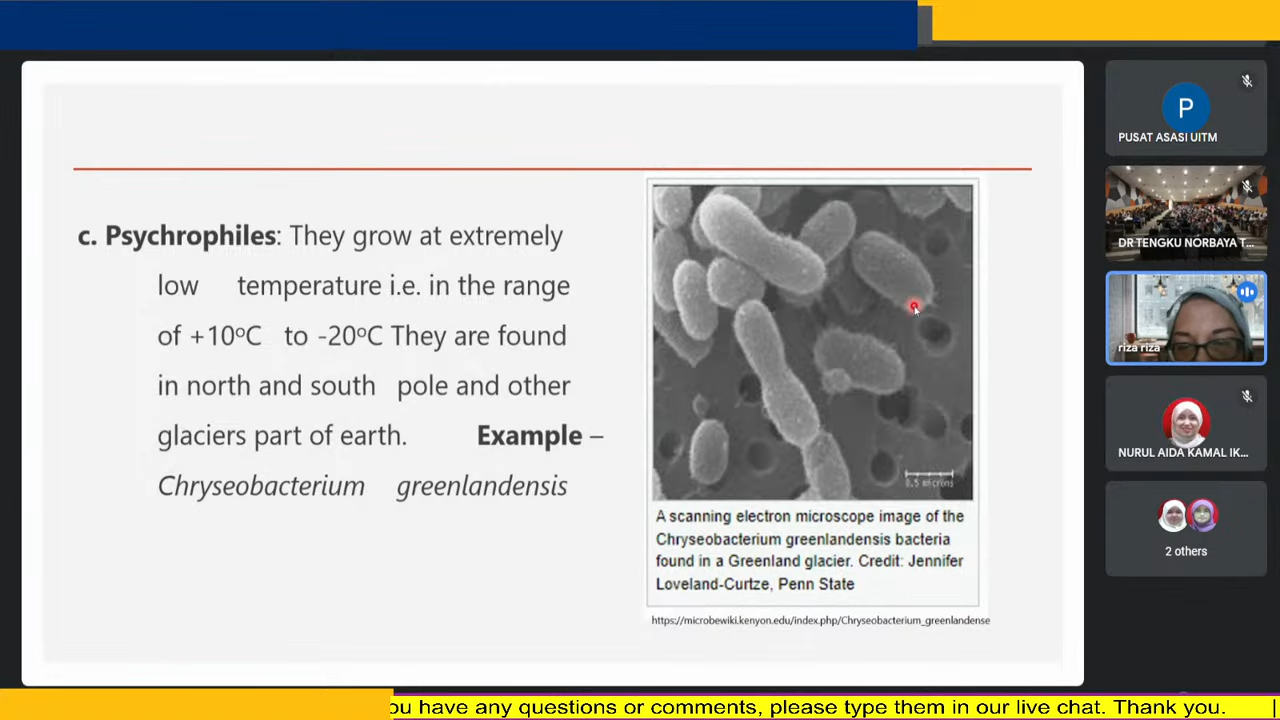 c. Psychrophiles: They grow at extremely
low temperature i.e. in the range
of +10ºC to -20ºC They are found
in north and south pole and other
glaciers part of earth. Example –
Chryseobacterium greenlandensis
0.5 microns
A scanning electron microscope image of the
Chryseobacterium greenlandensis bacteria
found in a Greenland glacier. Credit: Jennifer
Loveland-Curtze, Penn State
https://microbewiki.kenyon.edu/index.php/Chryseobacterium_greenlandense
P
PUSAT ASASI UITM
DR TENGKU NORBAYA T...
riza riza
NURUL AIDA KAMAL IK...
2 others
ou have any questions or comments, please type them in our live chat. Thank you.